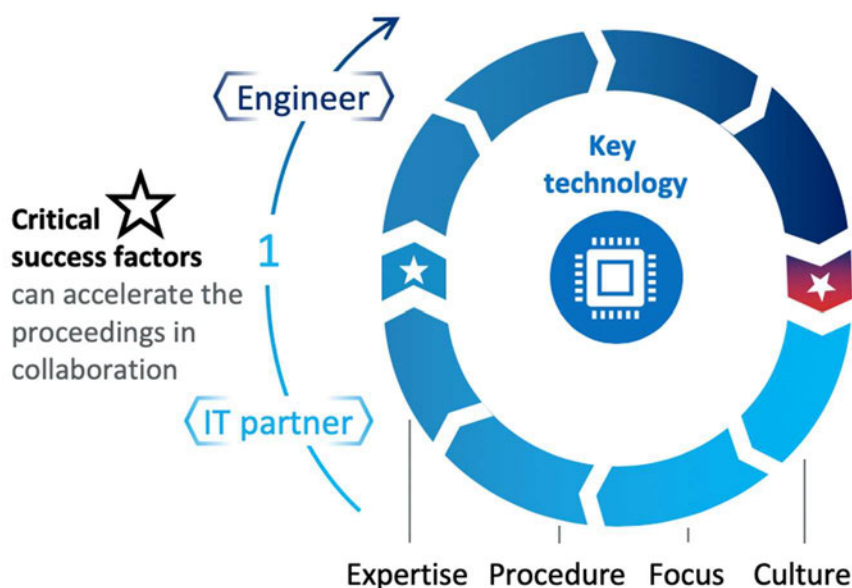 Engineer
Key
technology
Critical
success factors
can accelerate the
proceedings in
collaboration
1
IT partner
Expertise Procedure Focus Culture